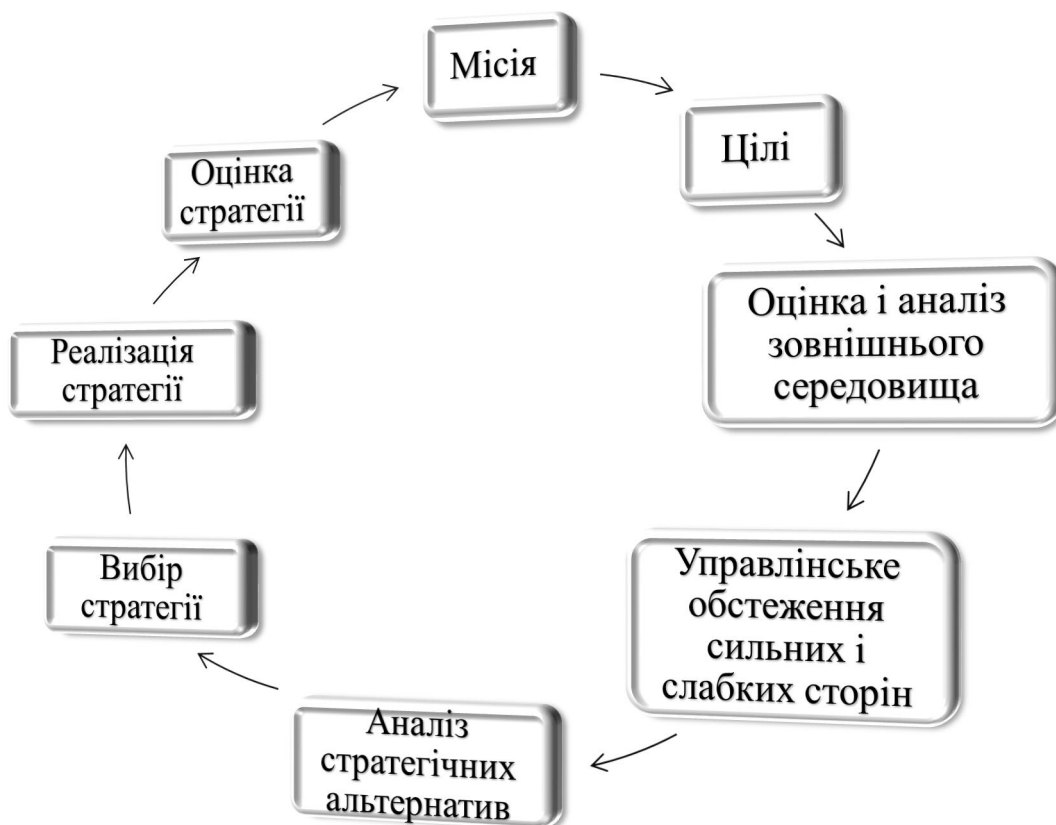 Місія
Цілі
Оцінка і аналіз
зовнішнього
середовища
Управлінське
обстеження
сильних і
слабких сторін
Аналіз
стратегічних
альтернатив
Вибір
стратегії
Реалізація
стратегії
Оцінка
стратегії